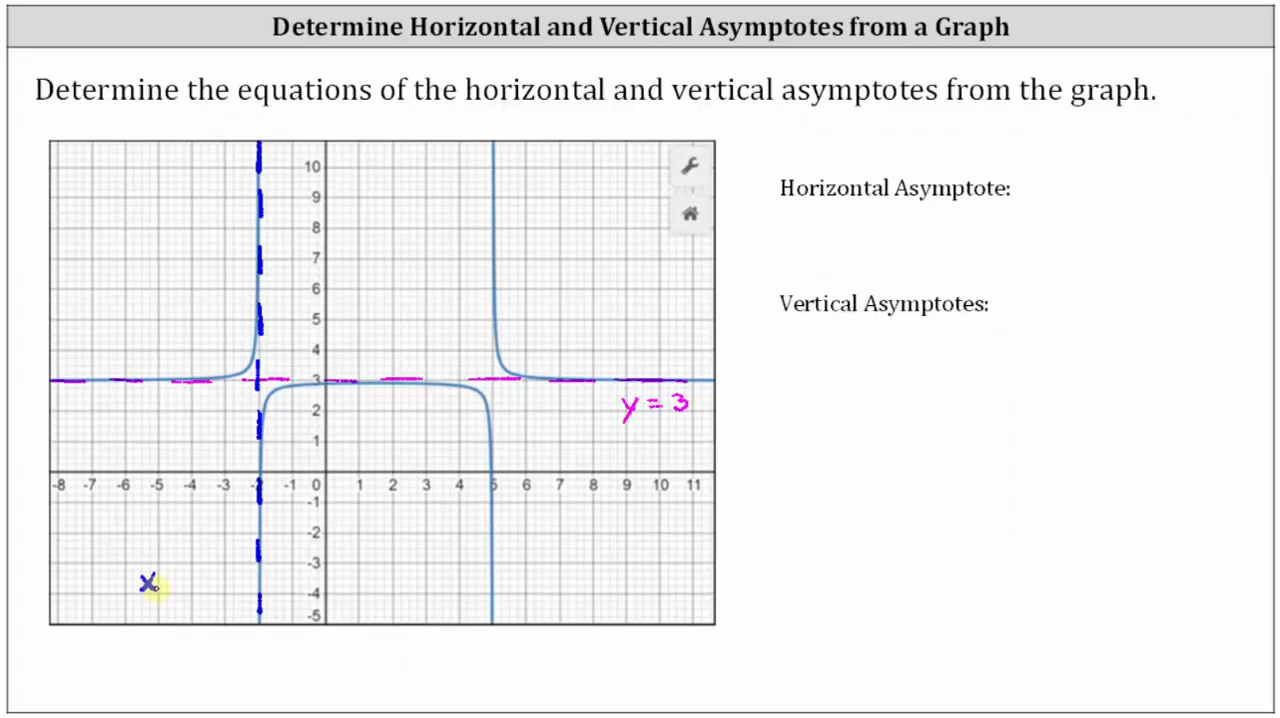 Determine Horizontal and Vertical Asymptotes from a Graph
Determine the equations of the horizontal and vertical asymptotes from the graph.
Horizontal Asymptote:
Vertical Asymptotes:
10
9
8
7
6
5
4
3
2
1
-8 -7 -6 -5 -4 -3 -2 -1 0 1 2 3 4 5 6 7 8 9 10 11
-1
-2
-3
-4
-5
y = 3
x